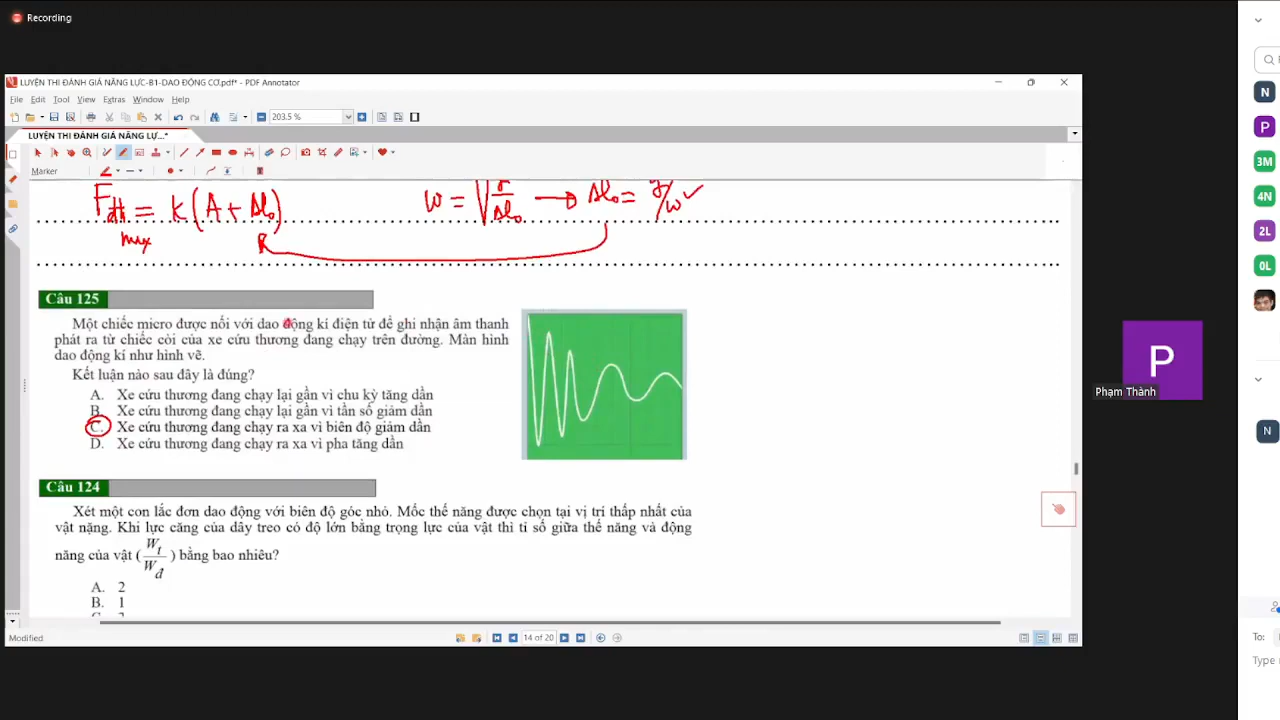 Recording
LUYỆN THI ĐÁNH GIÁ NĂNG LỰC-B1-DAO ĐỘNG CƠ.pdf* - PDF Annotator
File Edit Tool View Extras Window Help
203.5 %
LUYỆN THI ĐÁNH GIÁ NĂNG LỰ...*
Marker
Fđh = k(A + Δl₀)
max
ω = √g/Δl₀ → Δl₀ = g/ω²
Câu 125
Một chiếc micro được nối với dao động kí điện tử để ghi nhận âm thanh
phát ra từ chiếc còi của xe cứu thương đang chạy trên đường. Màn hình
dao động kí như hình vẽ.
Kết luận nào sau đây là đúng?
A. Xe cứu thương đang chạy lại gần vì chu kỳ tăng dần
B. Xe cứu thương đang chạy lại gần vì tần số giảm dần
C. Xe cứu thương đang chạy ra xa vì biên độ giảm dần
D. Xe cứu thương đang chạy ra xa vì pha tăng dần
Câu 124
Xét một con lắc đơn dao động với biên độ góc nhỏ. Mốc thế năng được chọn tại vị trí thấp nhất của
vật nặng. Khi lực căng của dây treo có độ lớn bằng trọng lực của vật thì tỉ số giữa thế năng và động
năng của vật (Wt/Wđ) bằng bao nhiêu?
A. 2
B. 1
Modified
14 of 20
P
Phạm Thành
N
P
3M
4N
2L
0L
N
To:
Type